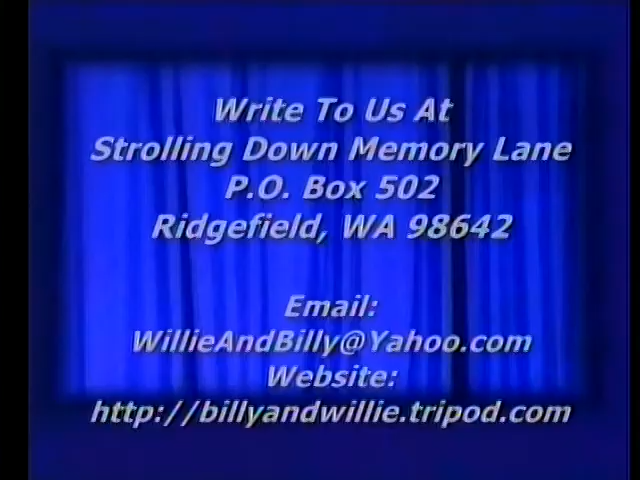 Write To Us At
Strolling Down Memory Lane
P.O. Box 502
Ridgefield, WA 98642
Email:
WillieAndBilly@Yahoo.com
Website:
http://billyandwillie.tripod.com